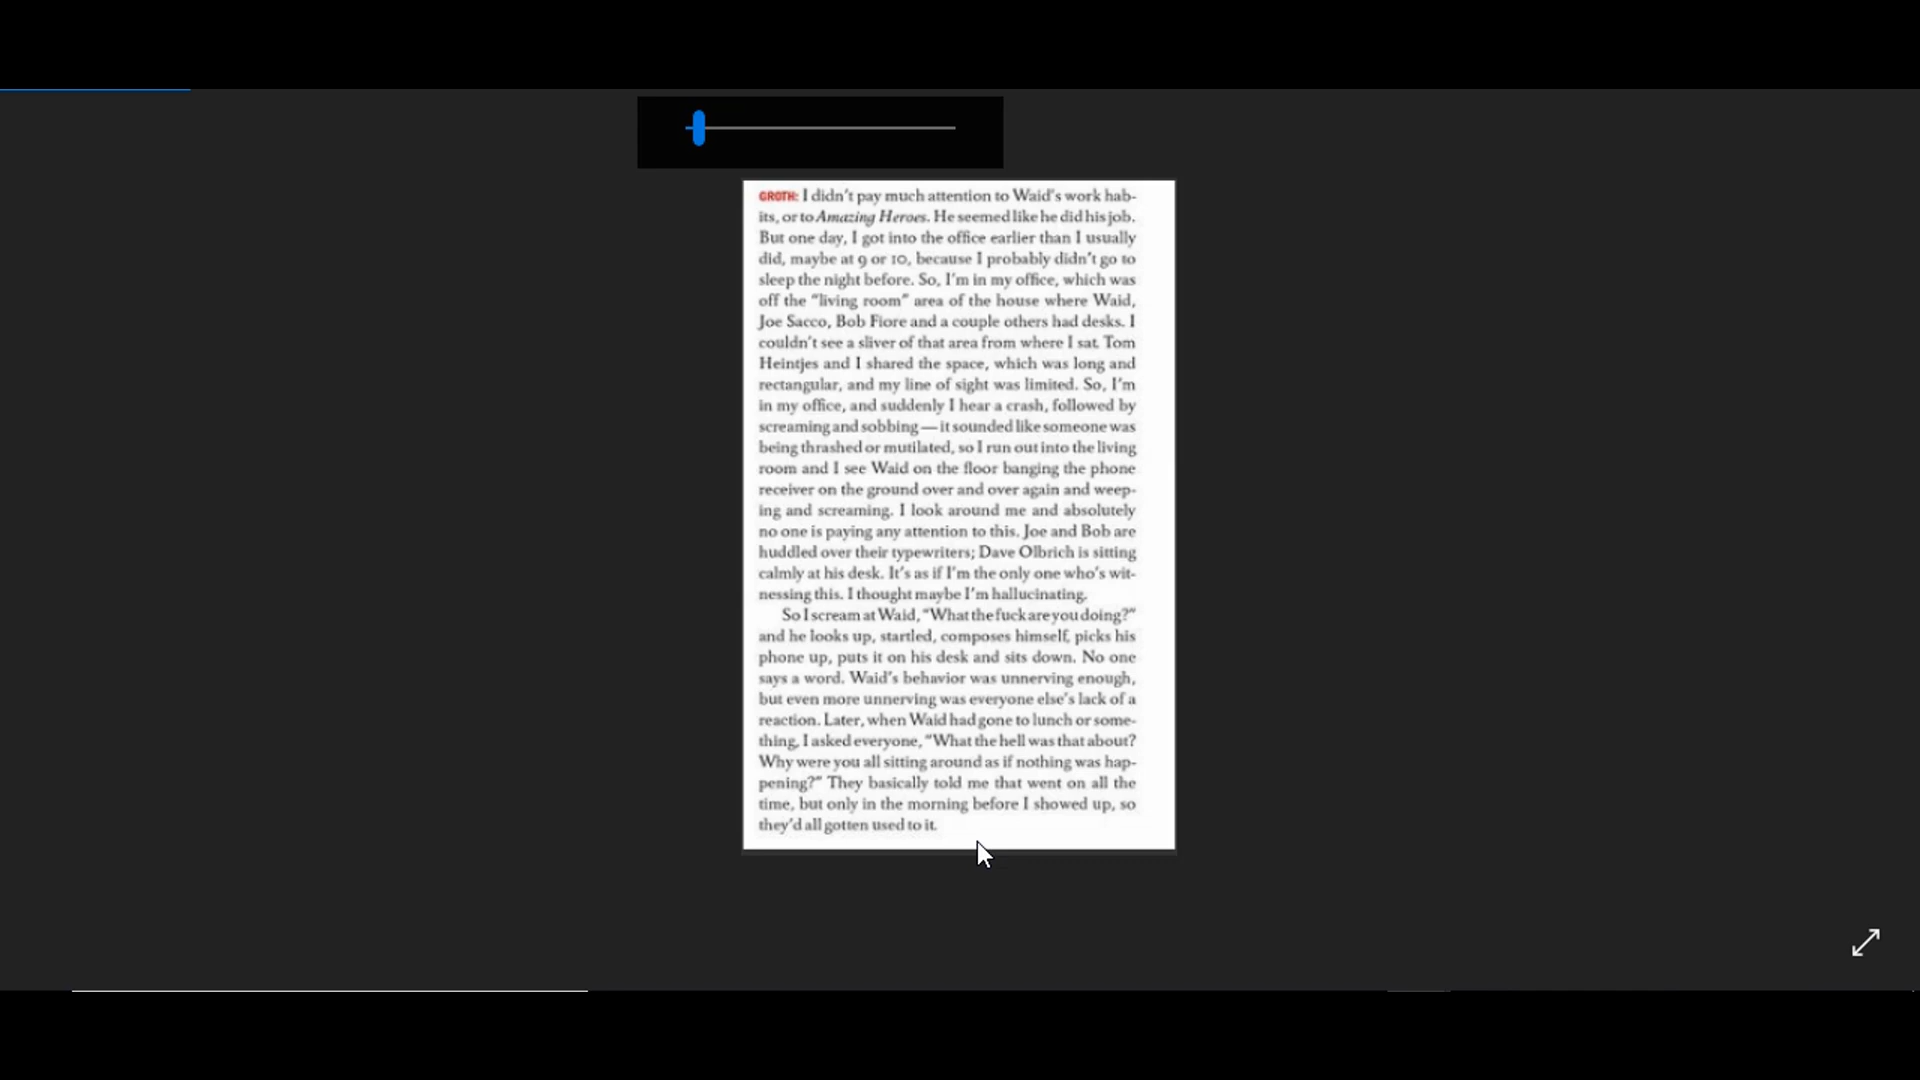 GROTH: I didn't pay much attention to Waid's work hab-
its, or to Amazing Heroes. He seemed like he did his job.
But one day, I got into the office earlier than I usually
did, maybe at 9 or 10, because I probably didn't go to
sleep the night before. So, I'm in my office, which was
off the “living room” area of the house where Waid,
Joe Sacco, Bob Fiore and a couple others had desks. I
couldn't see a sliver of that area from where I sat. Tom
Heintjes and I shared the space, which was long and
rectangular, and my line of sight was limited. So, I'm
in my office, and suddenly I hear a crash, followed by
screaming and sobbing — it sounded like someone was
being thrashed or mutilated, so I run out into the living
room and I see Waid on the floor banging the phone
receiver on the ground over and over again and weep-
ing and screaming. I look around me and absolutely
no one is paying any attention to this. Joe and Bob are
huddled over their typewriters; Dave Olbrich is sitting
calmly at his desk. It's as if I'm the only one who's wit-
nessing this. I thought maybe I'm hallucinating.
So I scream at Waid, “What the fuck are you doing?”
and he looks up, startled, composes himself, picks his
phone up, puts it on his desk and sits down. No one
says a word. Waid's behavior was unnerving enough,
but even more unnerving was everyone else's lack of a
reaction. Later, when Waid had gone to lunch or some-
thing, I asked everyone, “What the hell was that about?
Why were you all sitting around as if nothing was hap-
pening?” They basically told me that went on all the
time, but only in the morning before I showed up, so
they'd all gotten used to it.